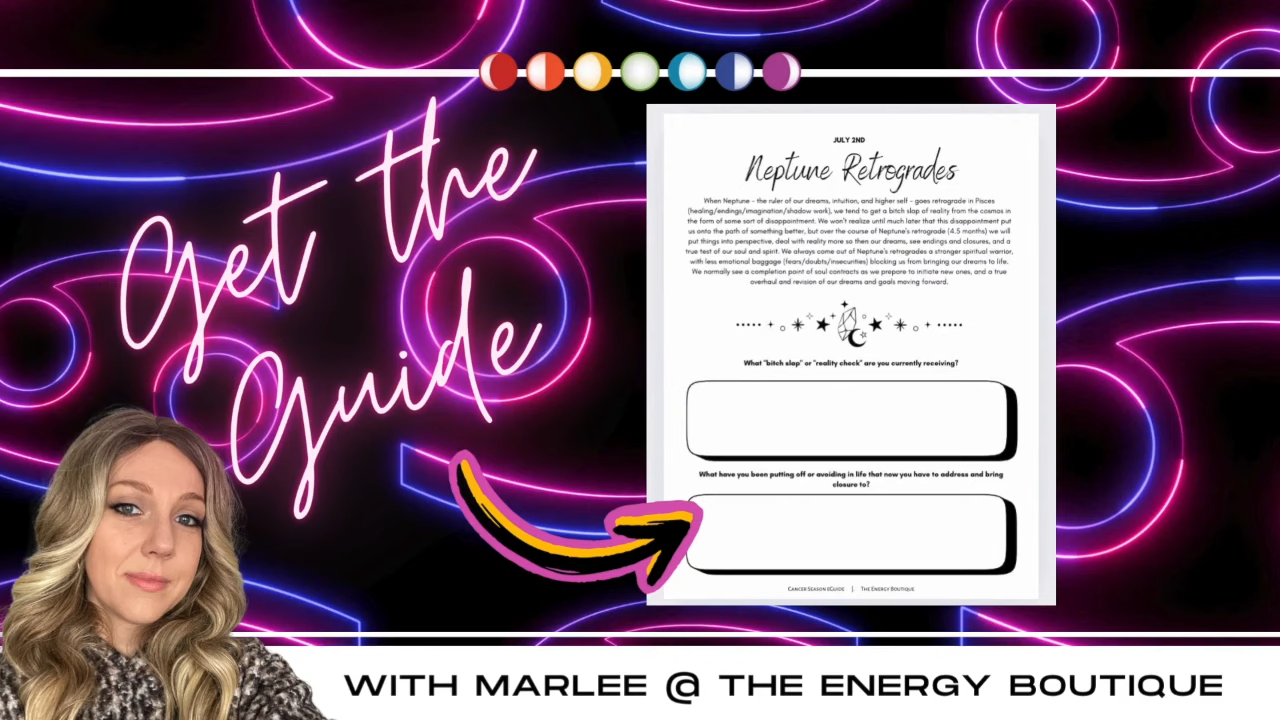 Get the
Guide
JULY 2ND
Neptune Retrogrades
When Neptune - the ruler of our dreams, intuition, and higher self - goes retrograde in Pisces
(healing/endings/imagination/shadow work), we tend to get a bitch slap of reality from the cosmos in
the form of some sort of disappointment. We won't realize until much later that this disappointment put
us onto the path of something better, but over the course of Neptune's retrograde (4.5 months) we will
put things into perspective, deal with reality more so then our dreams, see endings and closures, and a
true test of our soul and spirit. We always come out of Neptune's retrogrades a stronger spiritual warrior,
with less emotional baggage (fears/doubts/insecurities) blocking us from bringing our dreams to life.
We normally see a completion point of soul contracts as we prepare to initiate new ones, and a true
overhaul and revision of our dreams and goals moving forward.
What "bitch slap" or "reality check" are you currently receiving?
What have you been putting off or avoiding in life that now you have to address and bring
closure to?
CANCER SEASON EGUIDE | THE ENERGY BOUTIQUE
WITH MARLEE @ THE ENERGY BOUTIQUE